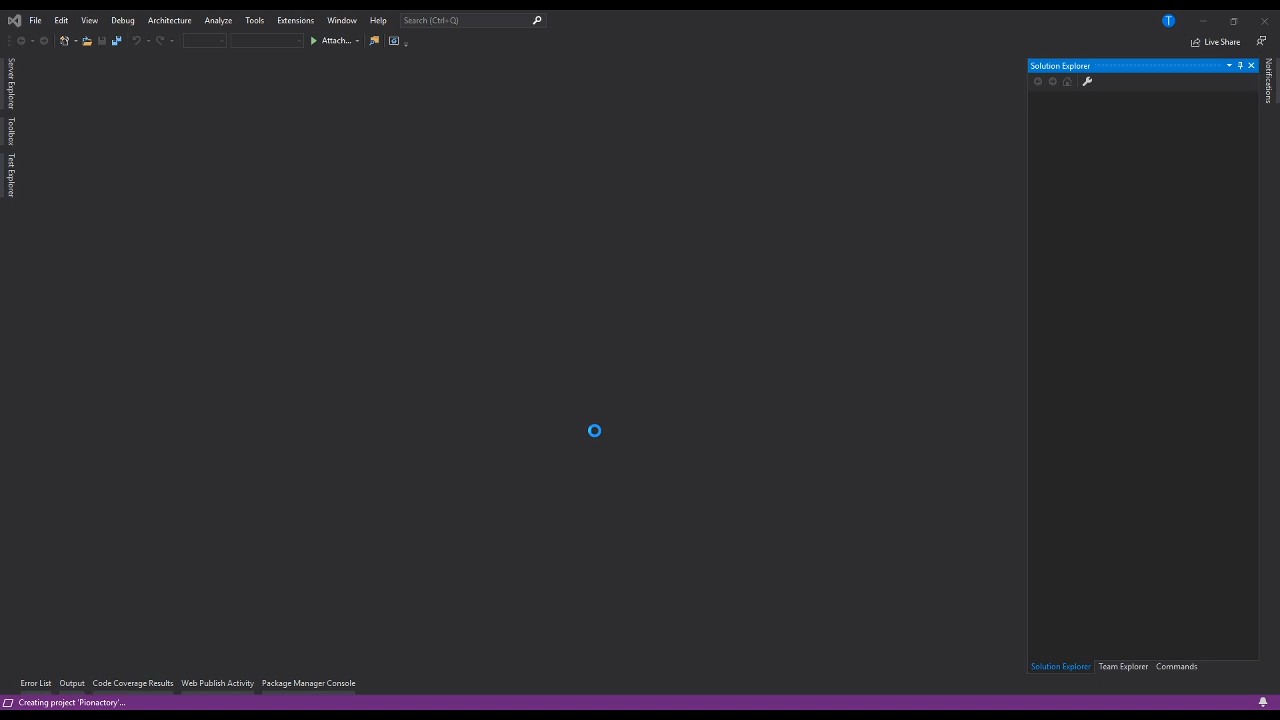 File Edit View Debug Architecture Analyze Tools Extensions Window Help Search (Ctrl+Q) T
Attach... Live Share
Server Explorer
Toolbox
Test Explorer
Solution Explorer
Notifications
Solution Explorer Team Explorer Commands
Error List Output Code Coverage Results Web Publish Activity Package Manager Console
Creating project 'Pionactory'...